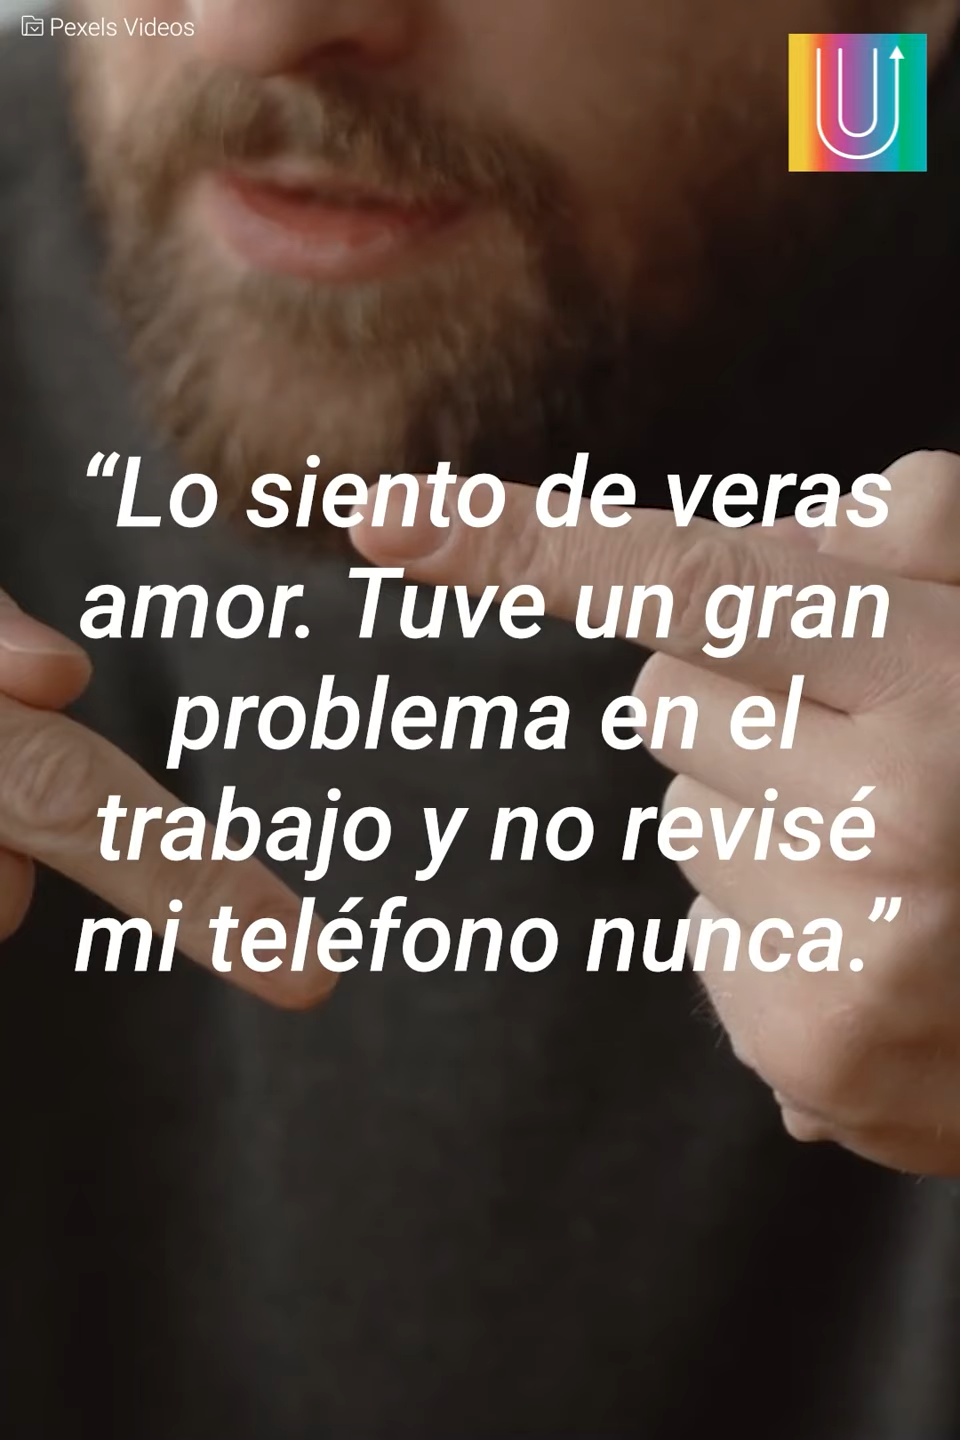 Pexels Videos
U
“Lo siento de veras
amor. Tuve un gran
problema en el
trabajo y no revisé
mi teléfono nunca.”